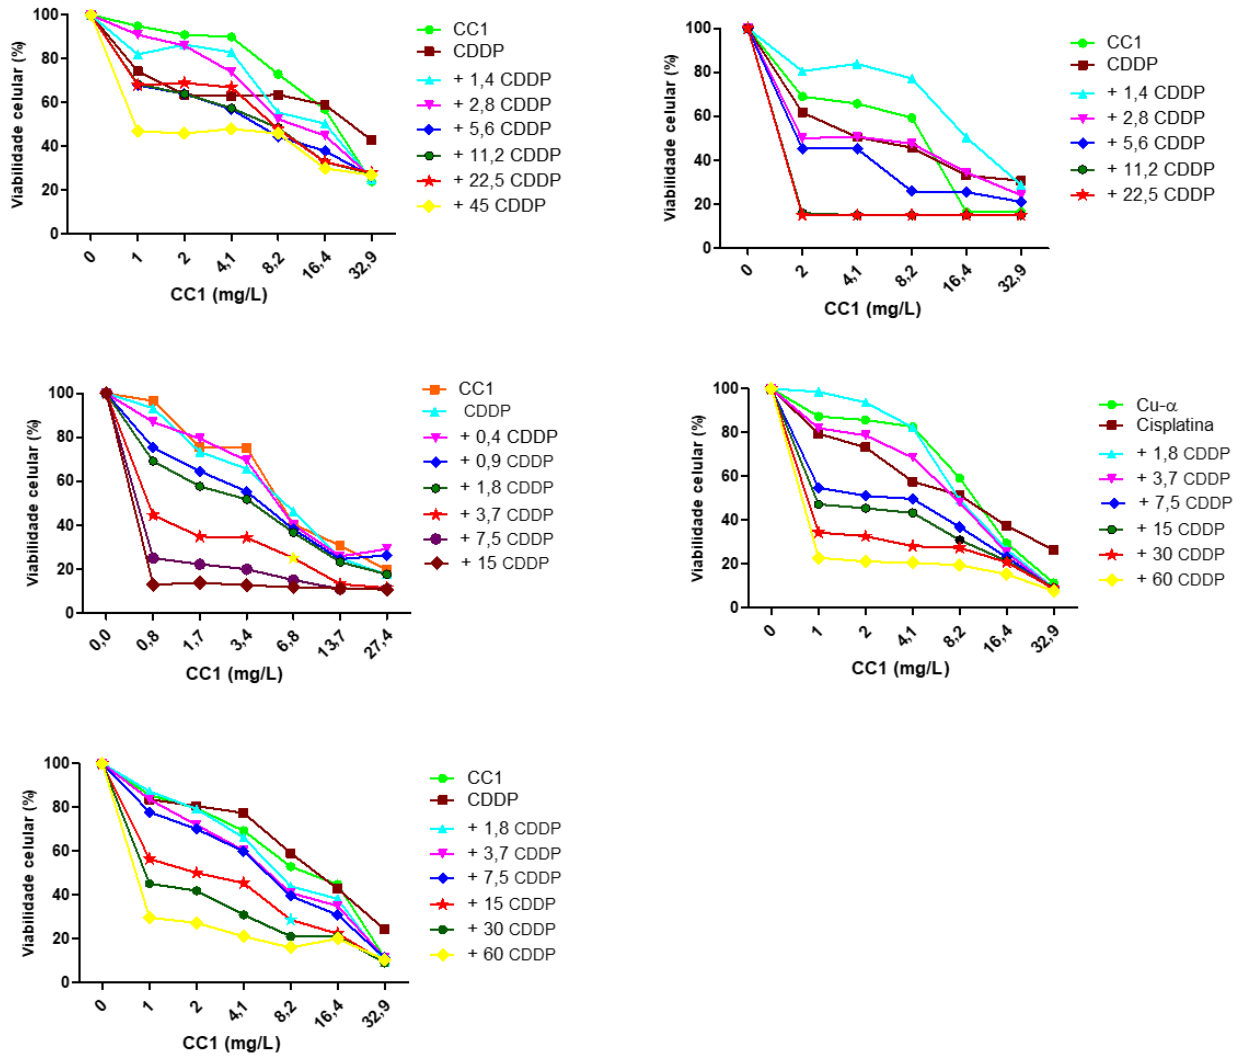 Viabilidade celular (%)
100
80
60
40
20
0
0 1 2 4,1 8,2 16,4 32,9
CC1 (mg/L)
CC1
CDDP
+ 1,4 CDDP
+ 2,8 CDDP
+ 5,6 CDDP
+ 11,2 CDDP
+ 22,5 CDDP
+ 45 CDDP
Viabilidade celular (%)
100
80
60
40
20
0
0 2 4,1 8,2 16,4 32,9
CC1 (mg/L)
CC1
CDDP
+ 1,4 CDDP
+ 2,8 CDDP
+ 5,6 CDDP
+ 11,2 CDDP
+ 22,5 CDDP
Viabilidade celular (%)
100
80
60
40
20
0
0,0 0,8 1,7 3,4 6,8 13,7 27,4
CC1 (mg/L)
CC1
CDDP
+ 0,4 CDDP
+ 0,9 CDDP
+ 1,8 CDDP
+ 3,7 CDDP
+ 7,5 CDDP
+ 15 CDDP
Viabilidade celular (%)
100
80
60
40
20
0
0 1 2 4,1 8,2 16,4 32,9
CC1 (mg/L)
Cu-α
Cisplatina
+ 1,8 CDDP
+ 3,7 CDDP
+ 7,5 CDDP
+ 15 CDDP
+ 30 CDDP
+ 60 CDDP
Viabilidade celular (%)
100
80
60
40
20
0
0 1 2 4,1 8,2 16,4 32,9
CC1 (mg/L)
CC1
CDDP
+ 1,8 CDDP
+ 3,7 CDDP
+ 7,5 CDDP
+ 15 CDDP
+ 30 CDDP
+ 60 CDDP